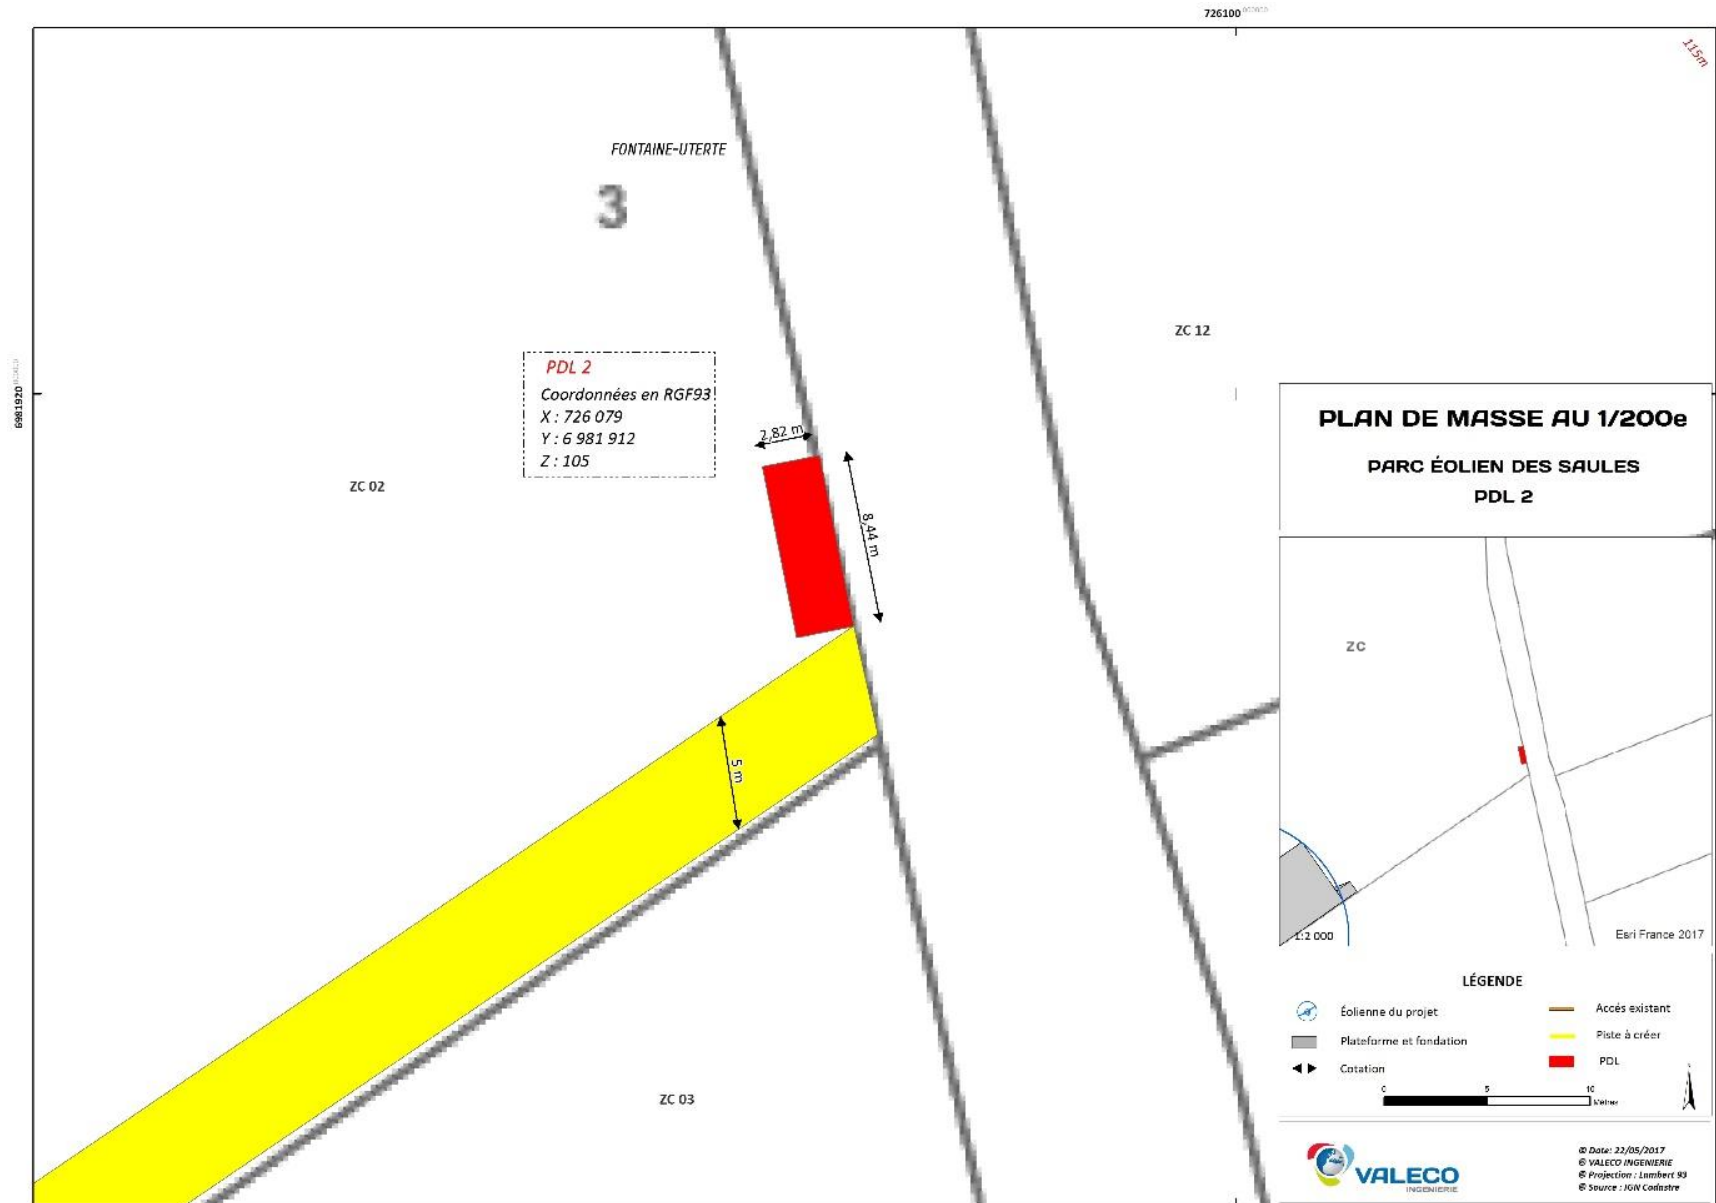 726100
115m
FONTAINE-UTERTE
3
ZC 12
6981920
PDL 2
Coordonnées en RGF93
X : 726 079
Y : 6 981 912
Z : 105
2,82 m
8,44 m
ZC 02
5 m
ZC 03
PLAN DE MASSE AU 1/200e
PARC ÉOLIEN DES SAULES
PDL 2
ZC
1:2 000
Esri France 2017
LÉGENDE
Éolienne du projet
Plateforme et fondation
Cotation
Accés existant
Piste à créer
PDL
0 5 10
Mètres
VALECO
INGENIERIE
© Date: 22/05/2017
© VALECO INGENIERIE
© Projection : Lambert 93
© Source : IGN Cadastre